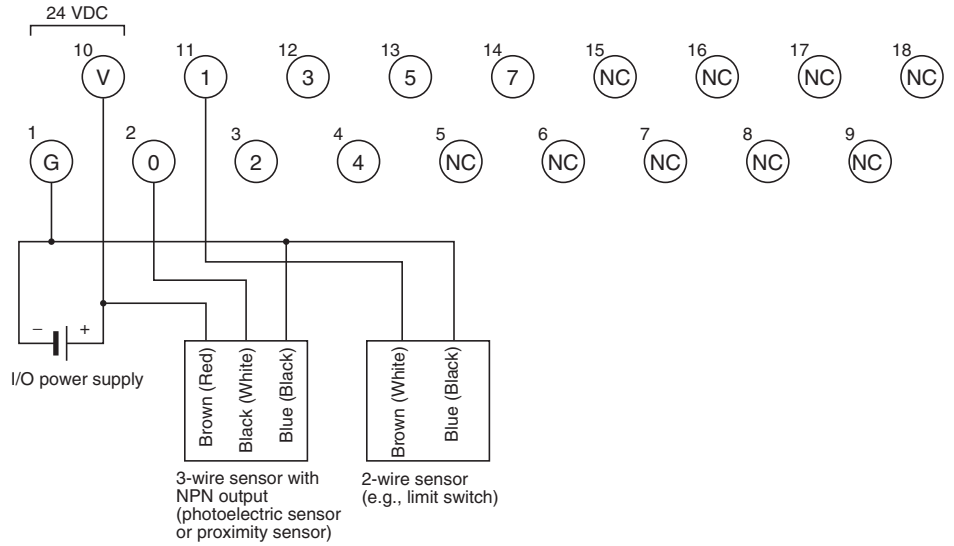 24 VDC
10 11 12 13 14 15 16 17 18
V 1 3 5 7 NC NC NC NC
1 2 3 4 5 6 7 8 9
G 0 2 4 NC NC NC NC NC
– +
I/O power supply
Brown (Red)
Black (White)
Blue (Black)
Brown (White)
Blue (Black)
3-wire sensor with
NPN output
(photoelectric sensor
or proximity sensor)
2-wire sensor
(e.g., limit switch)